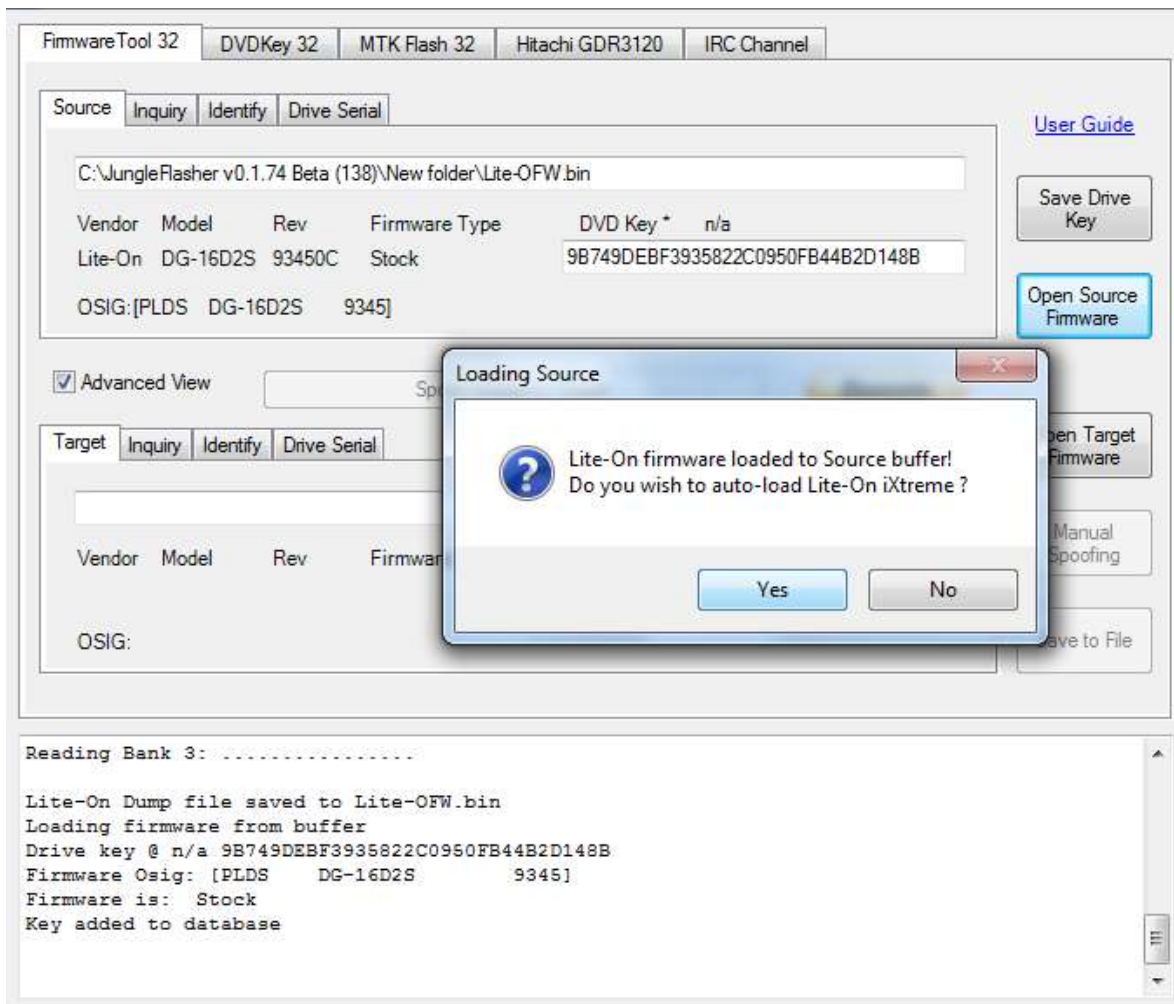 FirmwareTool 32 DVDKey 32 MTK Flash 32 Hitachi GDR3120 IRC Channel
Source Inquiry Identify Drive Serial
User Guide
C:\JungleFlasher v0.1.74 Beta (138)\New folder\Lite-OFW.bin
Save Drive
Key
Vendor Model Rev Firmware Type DVD Key * n/a
Lite-On DG-16D2S 93450C Stock 9B749DEBF3935822C0950FB44B2D148B
OSIG:[PLDS DG-16D2S 9345]
Open Source
Firmware
Loading Source
Advanced View
Target Inquiry Identify Drive Serial
Target
Firmware
Lite-On firmware loaded to Source buffer!
Do you wish to auto-load Lite-On iXtreme ?
Manual
Vendor Model Rev
Yes No
OSIG:
to File
Reading Bank 3: ................
Lite-On Dump file saved to Lite-OFW.bin
Loading firmware from buffer
Drive key @ n/a 9B749DEBF3935822C0950FB44B2D148B
Firmware Osig: [PLDS DG-16D2S 9345]
Firmware is: Stock
Key added to database